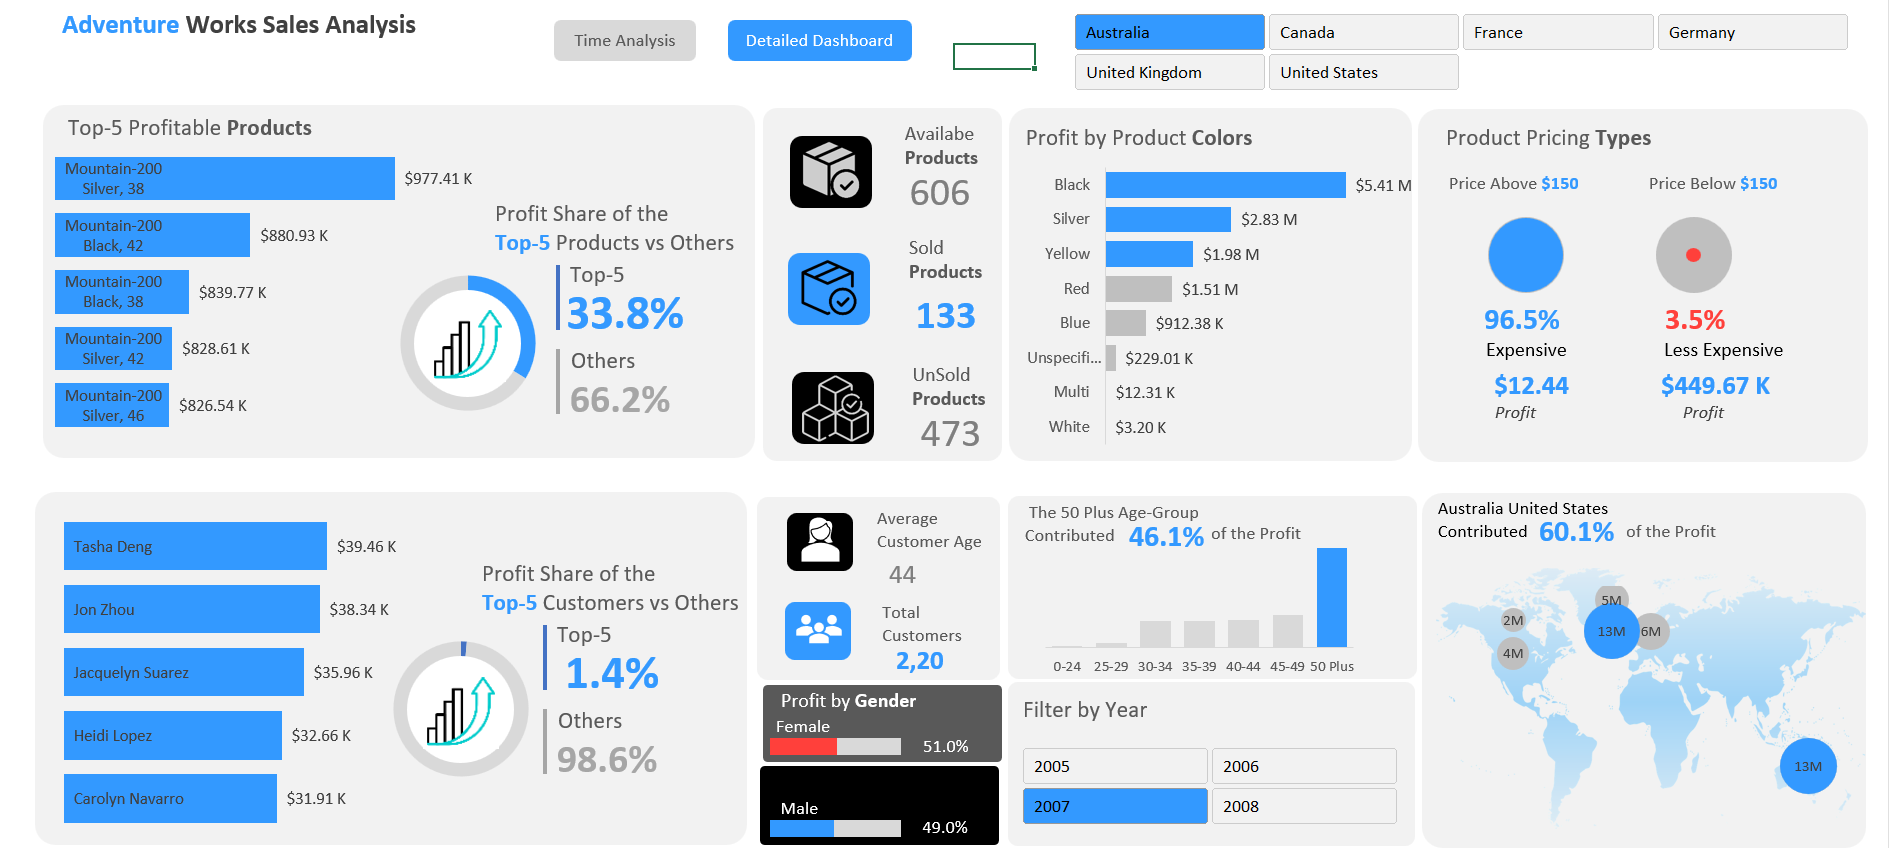 Adventure Works Sales Analysis
Time Analysis
Detailed Dashboard
Australia
Canada
France
Germany
United Kingdom
United States
Top-5 Profitable Products
Mountain-200
Silver, 38
$977.41 K
Mountain-200
Black, 42
$880.93 K
Mountain-200
Black, 38
$839.77 K
Mountain-200
Silver, 42
$828.61 K
Mountain-200
Silver, 46
$826.54 K
Profit Share of the
Top-5 Products vs Others
Top-5
33.8%
Others
66.2%
Availabe
Products
606
Sold
Products
133
UnSold
Products
473
Profit by Product Colors
Black
$5.41 M
Silver
$2.83 M
Yellow
$1.98 M
Red
$1.51 M
Blue
$912.38 K
Unspecifi...
$229.01 K
Multi
$12.31 K
White
$3.20 K
Product Pricing Types
Price Above $150
Price Below $150
96.5%
Expensive
$12.44
Profit
3.5%
Less Expensive
$449.67 K
Profit
Tasha Deng
$39.46 K
Jon Zhou
$38.34 K
Jacquelyn Suarez
$35.96 K
Heidi Lopez
$32.66 K
Carolyn Navarro
$31.91 K
Profit Share of the
Top-5 Customers vs Others
Top-5
1.4%
Others
98.6%
Average
Customer Age
44
Total
Customers
2,20
Profit by Gender
Female
51.0%
Male
49.0%
The 50 Plus Age-Group
Contributed 46.1% of the Profit
0-24
25-29
30-34
35-39
40-44
45-49
50 Plus
Filter by Year
2005
2006
2007
2008
Australia United States
Contributed 60.1% of the Profit
5M
2M
13M
6M
4M
13M